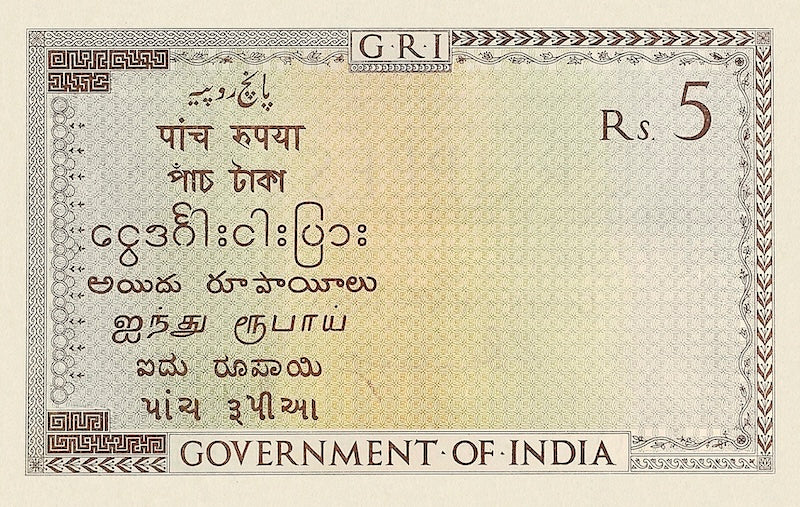 G·R·I
Rs. 5
پانچ روپیہ
पांच रुपया
পাঁচ টাকা
ငွေဒင်္ဂါးငါးပြား
అయిదు రూపాయీలు
ஐந்து ரூபாய்
ಐದು ರೂಪಾಯಿ
પાંચ રૂપીઆ
GOVERNMENT·OF·INDIA